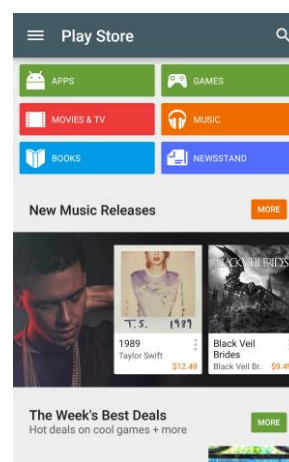 Play Store
APPS
GAMES
MOVIES & TV
MUSIC
BOOKS
NEWSSTAND
New Music Releases
MORE
T. S. 1989
BLACK VEIL BRIDES
1989
Taylor Swift
$12.49
Black Veil
Brides
Black Veil Br..
$9.49
The Week's Best Deals
Hot deals on cool games + more
MORE